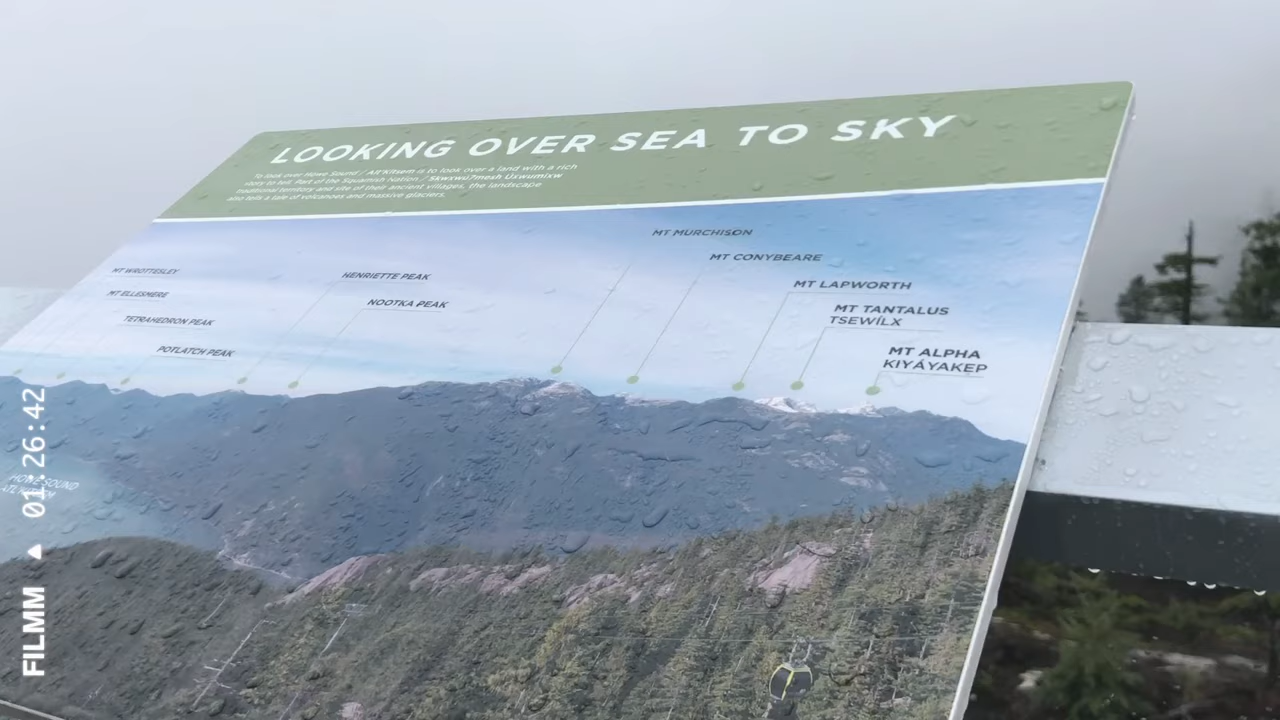 LOOKING OVER SEA TO SKY
To look over Howe Sound / Atl'kitsem is to look over a land with a rich
story to tell. Part of the Squamish Nation / Skwxwú7mesh Úxwumixw
traditional territory and site of their ancient villages, the landscape
also tells a tale of volcanoes and massive glaciers.
MT WROTTESLEY
MT ELLESMERE
TETRAHEDRON PEAK
POTLATCH PEAK
HENRIETTE PEAK
NOOTKA PEAK
MT MURCHISON
MT CONYBEARE
MT LAPWORTH
MT TANTALUS
TSEWÍLX
MT ALPHA
KIYÁYAKEP
HOWE SOUND
FILMM ▲ 01:26:42